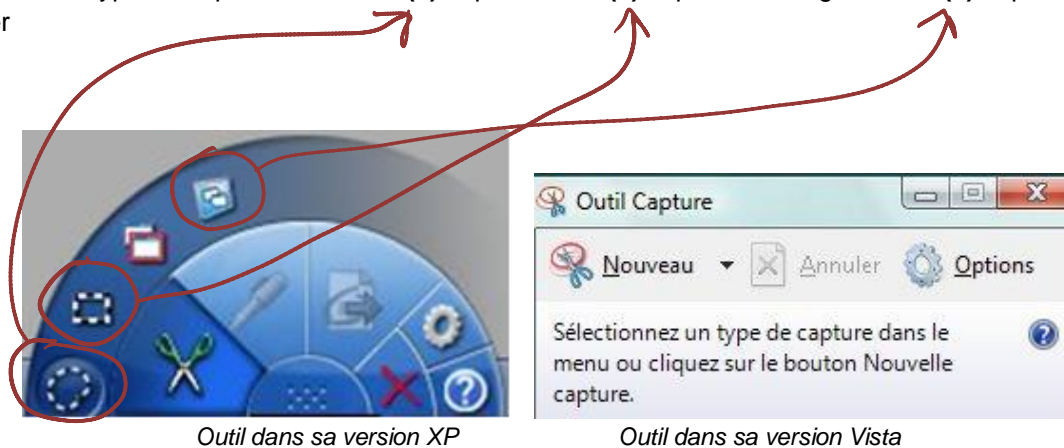 er
Outil Capture
Nouveau Annuler Options
Sélectionnez un type de capture dans le
menu ou cliquez sur le bouton Nouvelle
capture.
Outil dans sa version XP Outil dans sa version Vista